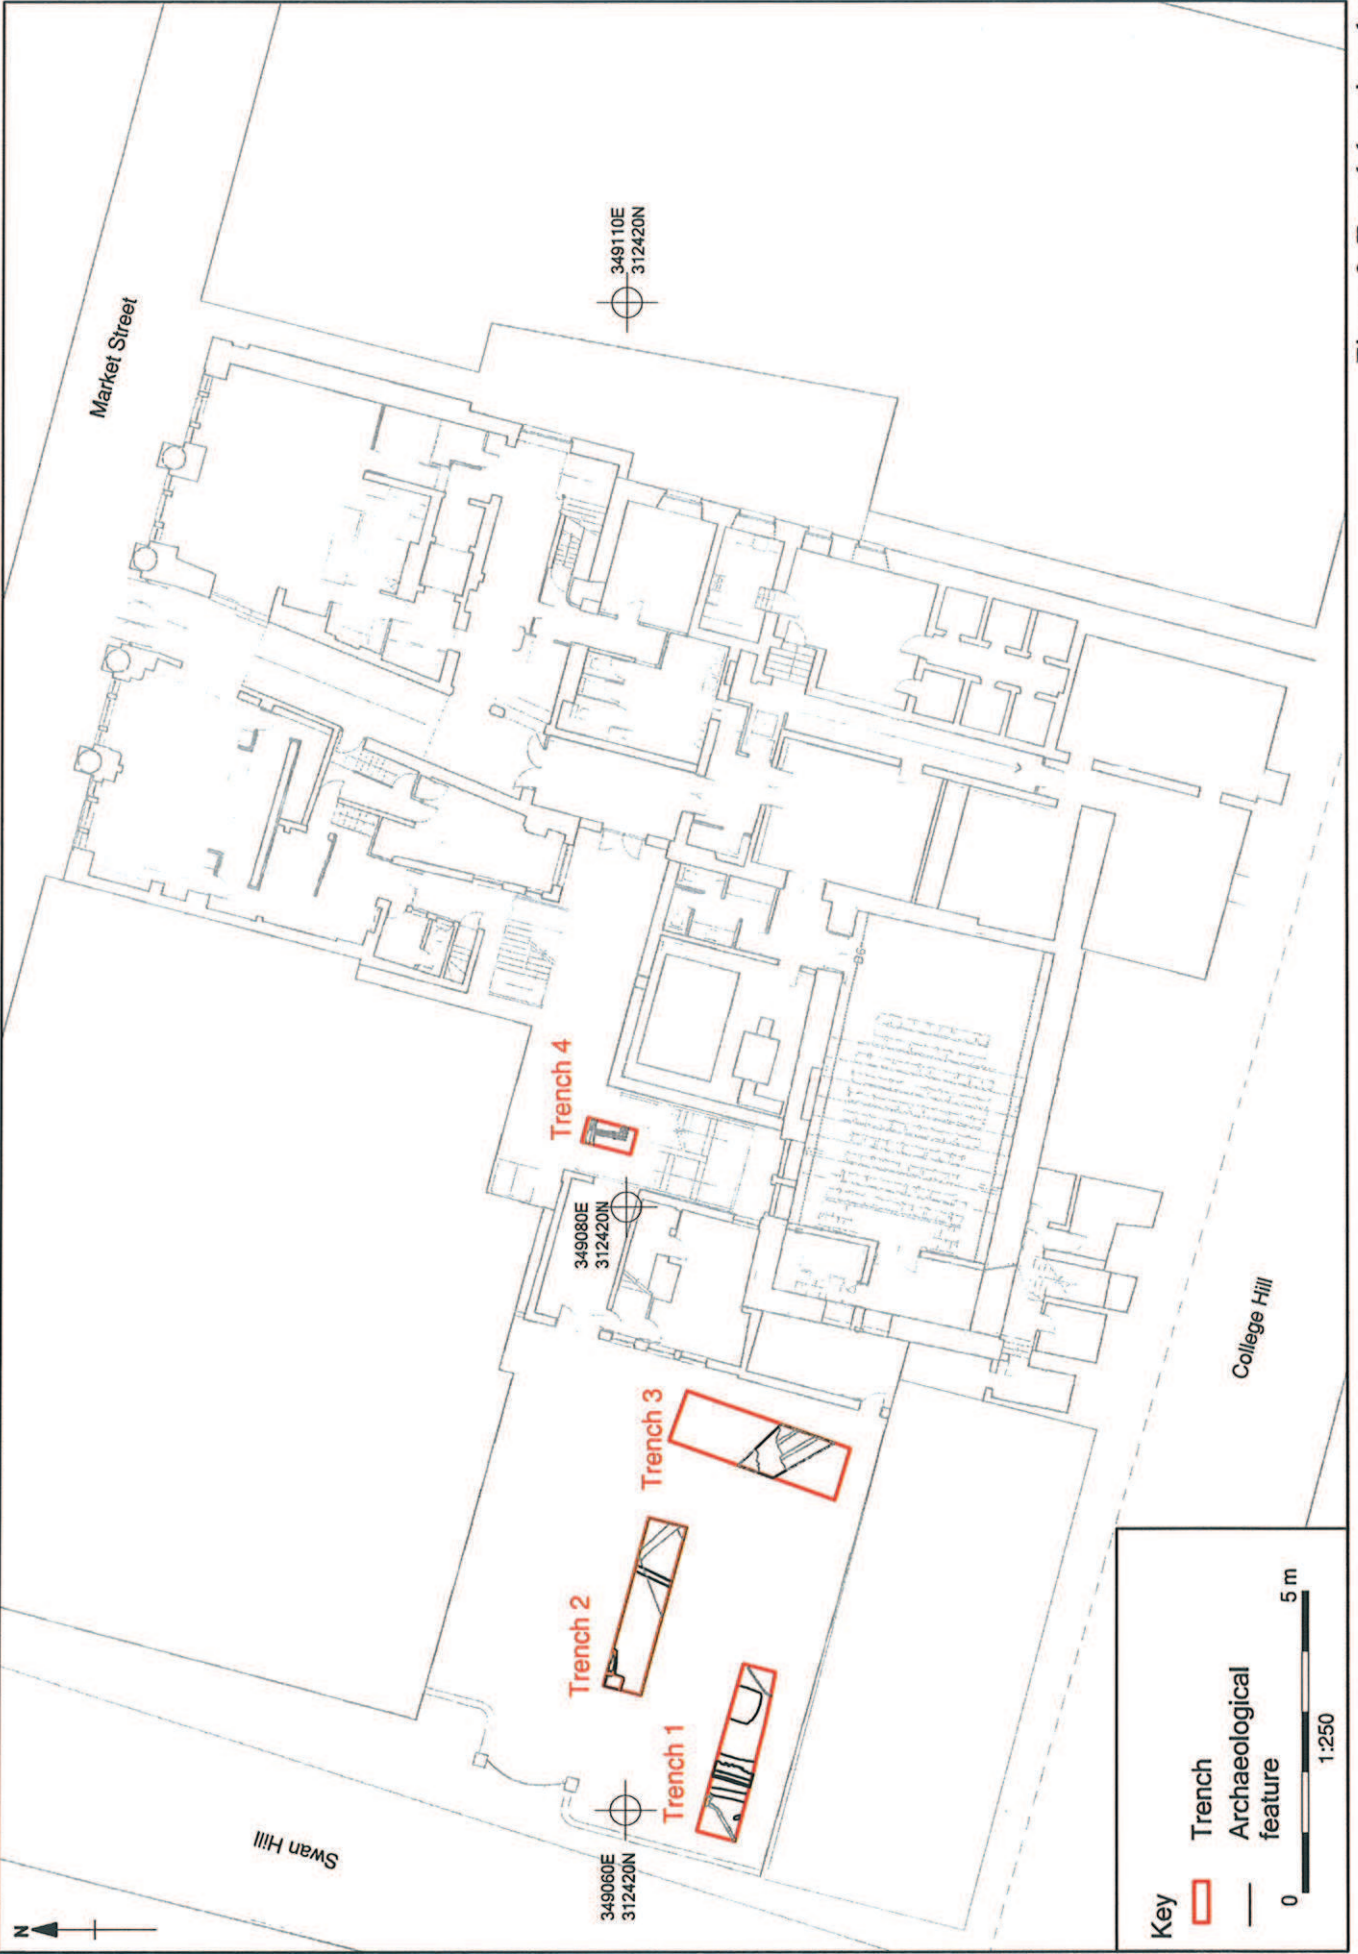 Market Street
349110E
312420N
Trench 4
349080E
312420N
Trench 3
Trench 2
Trench 1
349060E
312420N
Swan Hill
College Hill
N
Key
Trench
Archaeological
feature
0
5 m
1:250